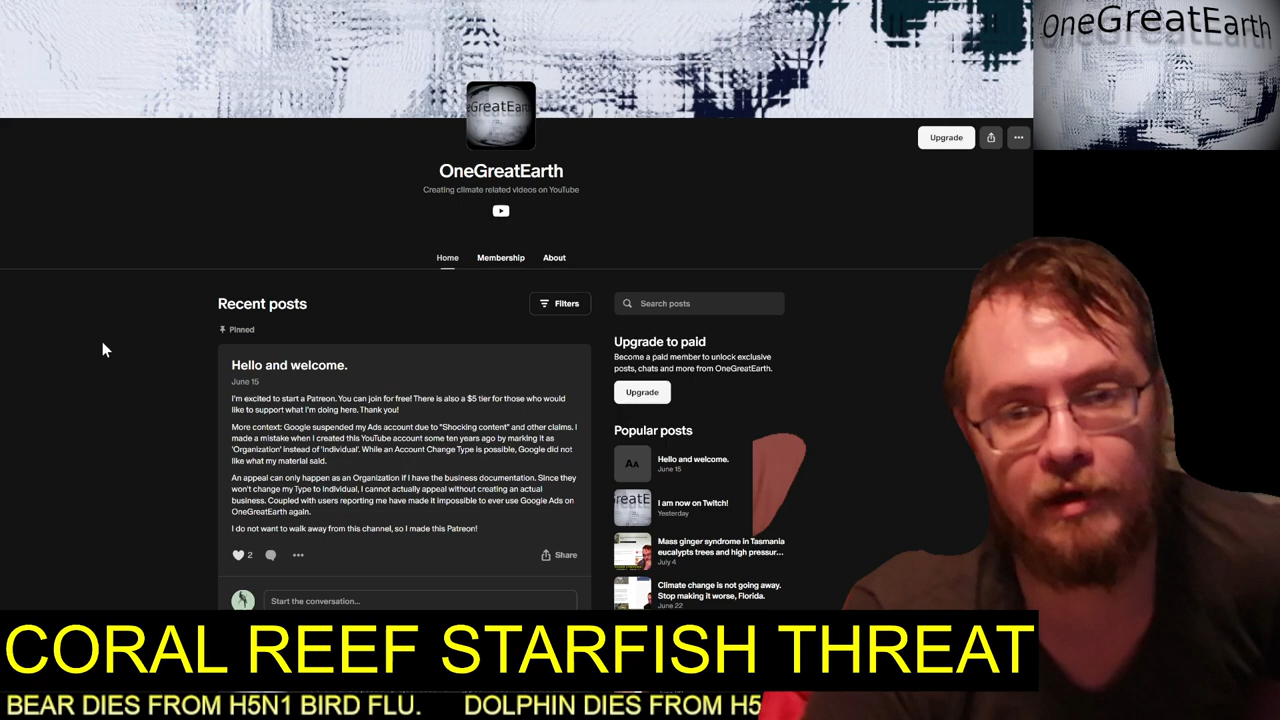 OneGreatEarth
GreatEart
Upgrade
OneGreatEarth
Creating climate related videos on YouTube
Home Membership About
Recent posts
Filters
Search posts
Pinned
Hello and welcome.
June 15
I'm excited to start a Patreon. You can join for free! There is also a $5 tier for those who would
like to support what I'm doing here. Thank you!
More context: Google suspended my Ads account due to "Shocking content" and other claims. I
made a mistake when I created this YouTube account some ten years ago by marking it as
'Organization' instead of 'Individual'. While an Account Change Type is possible, Google did not
like what my material said.
An appeal can only happen as an Organization if I have the business documentation. Since they
won't change my Type to Individual, I cannot actually appeal without creating an actual
business. Coupled with users reporting me have made it impossible to ever use Google Ads on
OneGreatEarth again.
I do not want to walk away from this channel, so I made this Patreon!
2
Share
Start the conversation...
Upgrade to paid
Become a paid member to unlock exclusive
posts, chats and more from OneGreatEarth.
Upgrade
Popular posts
AA
Hello and welcome.
June 15
reatE
I am now on Twitch!
Yesterday
Mass ginger syndrome in Tasmania
eucalypts trees and high pressur...
July 4
Climate change is not going away.
Stop making it worse, Florida.
June 22
CORAL REEF STARFISH THREAT
BEAR DIES FROM H5N1 BIRD FLU. DOLPHIN DIES FROM H5